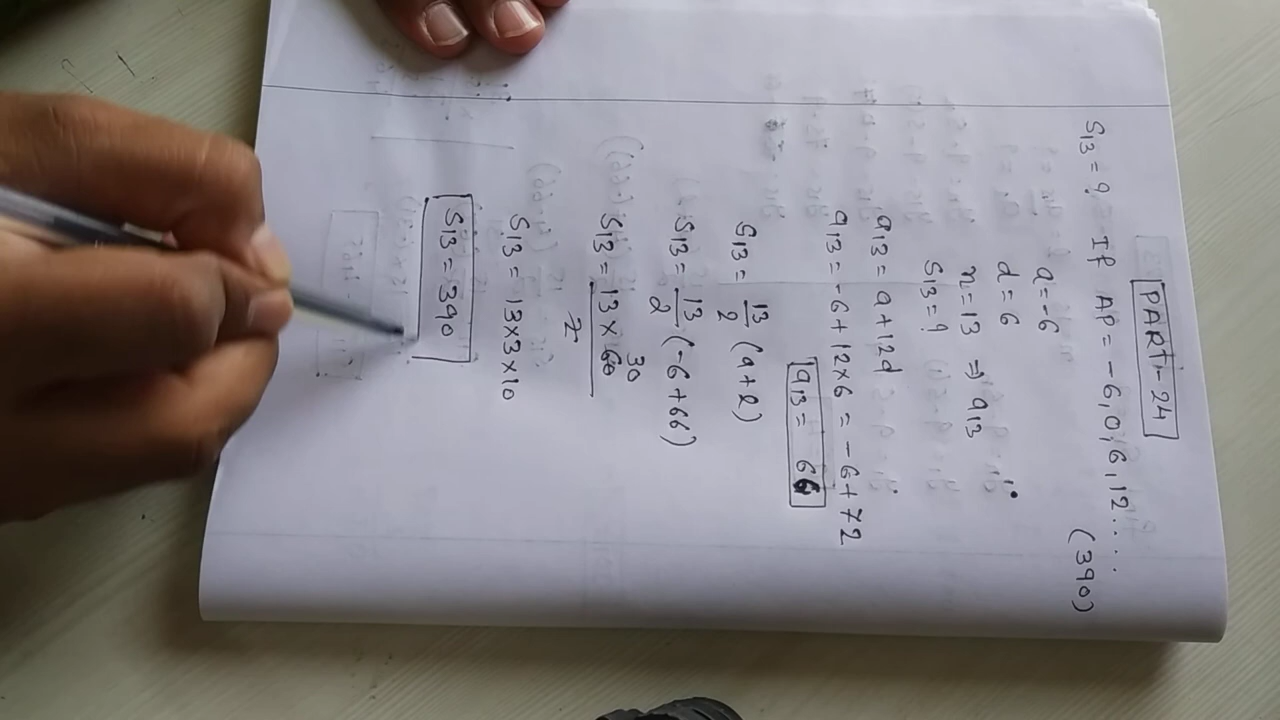 PART-24
S13 = ? If AP = -6,0,6,12....
(390)
a=-6
d=6
n=13 ⇒ a13
S13=?
a13 = a+12d
a13 = -6+12×6 = -6+72
a13 = 66
S13 = 13/2 (a+l)
S13 = 13/2 (-6+66)
30
S13 = 13 × 60
2
S13 = 13×3×10
S13 = 390